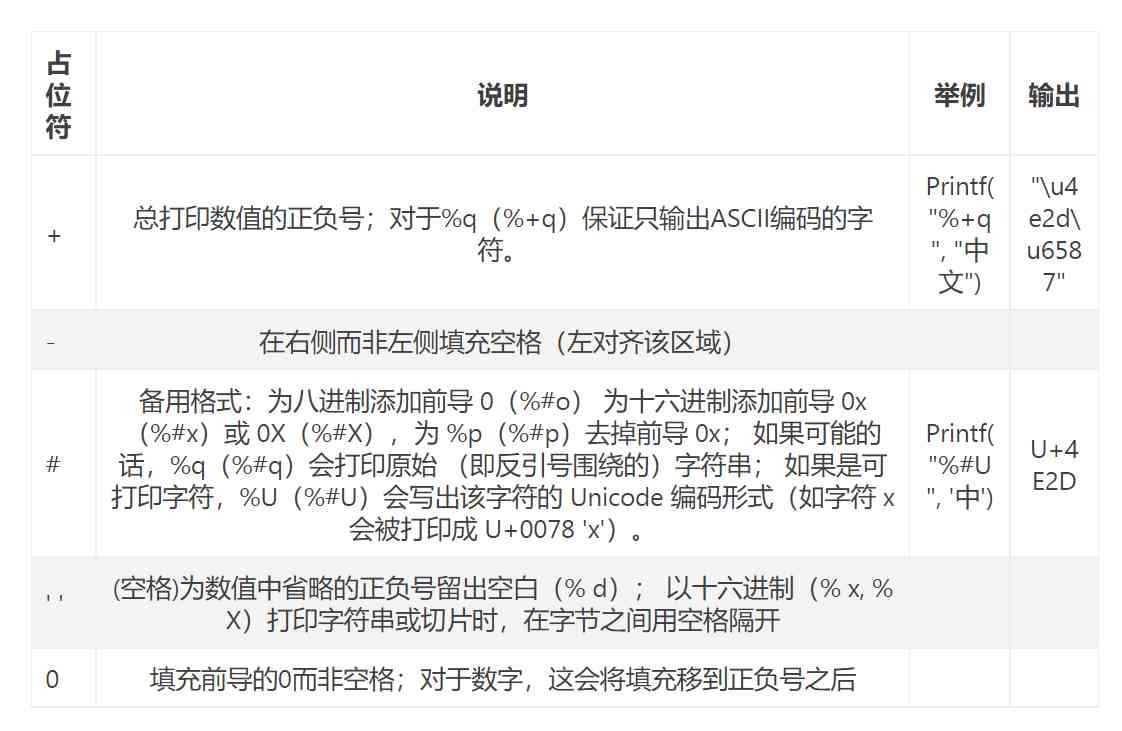 占
位
符
说明
举例
输出
+
总打印数值的正负号；对于%q（%+q）保证只输出ASCII编码的字
符。
Printf(
"%+q
", "中
文")
"\u4
e2d\
u658
7"
-
在右侧而非左侧填充空格（左对齐该区域）
#
备用格式：为八进制添加前导 0（%#o） 为十六进制添加前导 0x
（%#x）或 0X（%#X），为 %p（%#p）去掉前导 0x； 如果可能的
话，%q（%#q）会打印原始 （即反引号围绕的）字符串； 如果是可
打印字符，%U（%#U）会写出该字符的 Unicode 编码形式（如字符 x
会被打印成 U+0078 'x'）。
Printf(
"%#U
", '中')
U+4
E2D
' '
(空格)为数值中省略的正负号留出空白（% d）； 以十六进制（% x, %
X）打印字符串或切片时，在字节之间用空格隔开
0
填充前导的0而非空格；对于数字，这会将填充移到正负号之后